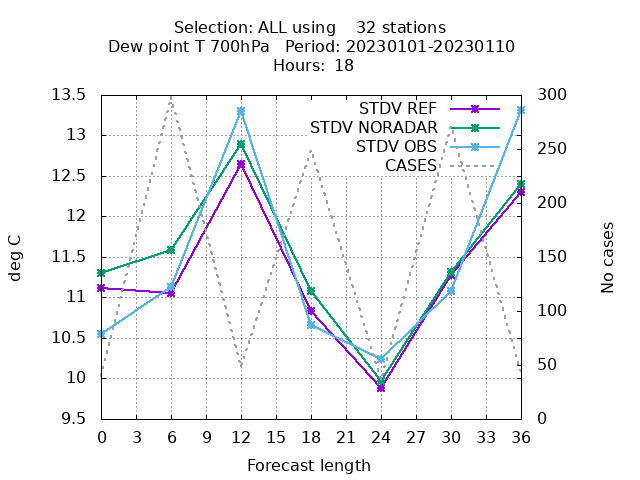 Selection: ALL using    32 stations
Dew point T 700hPa   Period: 20230101-20230110
Hours: 18
13.5
13
12.5
12
11.5
11
10.5
10
9.5
deg C
STDV REF
STDV NORADAR
STDV OBS
CASES
300
250
200
150
100
50
0
No cases
0 3 6 9 12 15 18 21 24 27 30 33 36
Forecast length